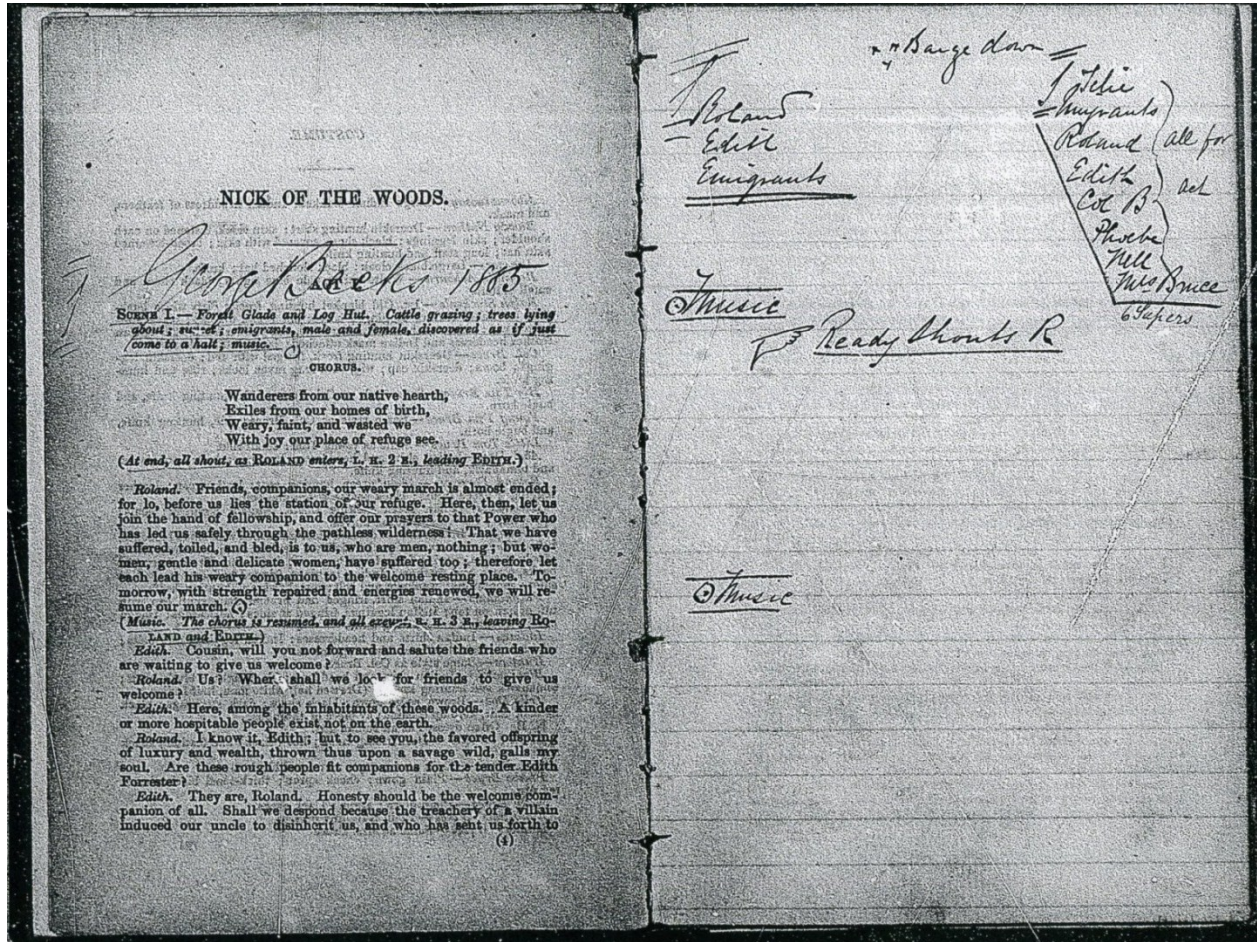 NICK OF THE WOODS.
George Becks 1885
SCENE I.—Forest Glade and Log Hut. Cattle grazing; trees lying
about; sunset; emigrants, male and female, discovered as if just
come to a halt; music.
CHORUS.
Wanderers from our native hearth,
Exiles from our homes of birth,
Weary, faint, and wasted we
With joy our place of refuge see.
(At end, all shout, as ROLAND enters, L. H. 2 E., leading EDITH.)
Roland. Friends, companions, our weary march is almost ended;
for lo, before us lies the station of our refuge. Here, then, let us
join the hand of fellowship, and offer our prayers to that Power who
has led us safely through the pathless wilderness! That we have
suffered, toiled, and bled, is to us, who are men, nothing; but wo-
men, gentle and delicate women, have suffered too; therefore let
each lead his weary companion to the welcome resting place. To-
morrow, with strength repaired and energies renewed, we will re-
sume our march.
(Music. The chorus is resumed, and all exeunt, R. H. 3 E., leaving RO-
LAND and EDITH.)
Edith. Cousin, will you not forward and salute the friends who
are waiting to give us welcome?
Roland. Us? Where shall we look for friends to give us
welcome?
Edith. Here, among the inhabitants of these woods. A kinder
or more hospitable people exist not on the earth.
Roland. I know it, Edith; but to see you, the favored offspring
of luxury and wealth, thrown thus upon a savage wild, galls my
soul. Are these rough people fit companions for the tender Edith
Forrester?
Edith. They are, Roland. Honesty should be the welcome com-
panion of all. Shall we despond because the treachery of a villain
induced our uncle to disinherit us, and who has sent us forth to
(4)
" " Barge down
Roland
Edith
Emigrants
Telie
Emigrants
Roland
Edith
Col B
Phoebe
Nell
Mrs Bruce
all for
act
6 Supers
Music
Ready Shouts R
Music